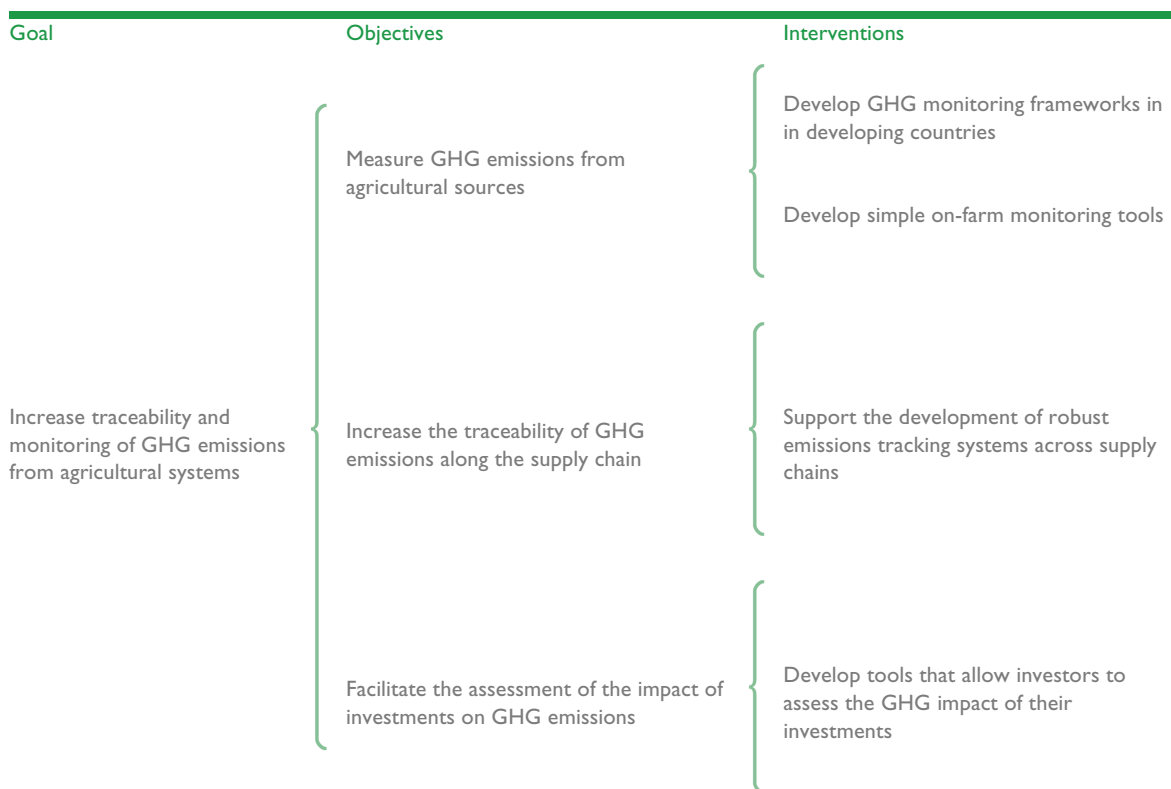 Goal
Objectives
Interventions
Increase traceability and
monitoring of GHG emissions
from agricultural systems
Measure GHG emissions from
agricultural sources
Develop GHG monitoring frameworks in
in developing countries
Develop simple on-farm monitoring tools
Increase the traceability of GHG
emissions along the supply chain
Support the development of robust
emissions tracking systems across supply
chains
Facilitate the assessment of the impact of
investments on GHG emissions
Develop tools that allow investors to
assess the GHG impact of their
investments